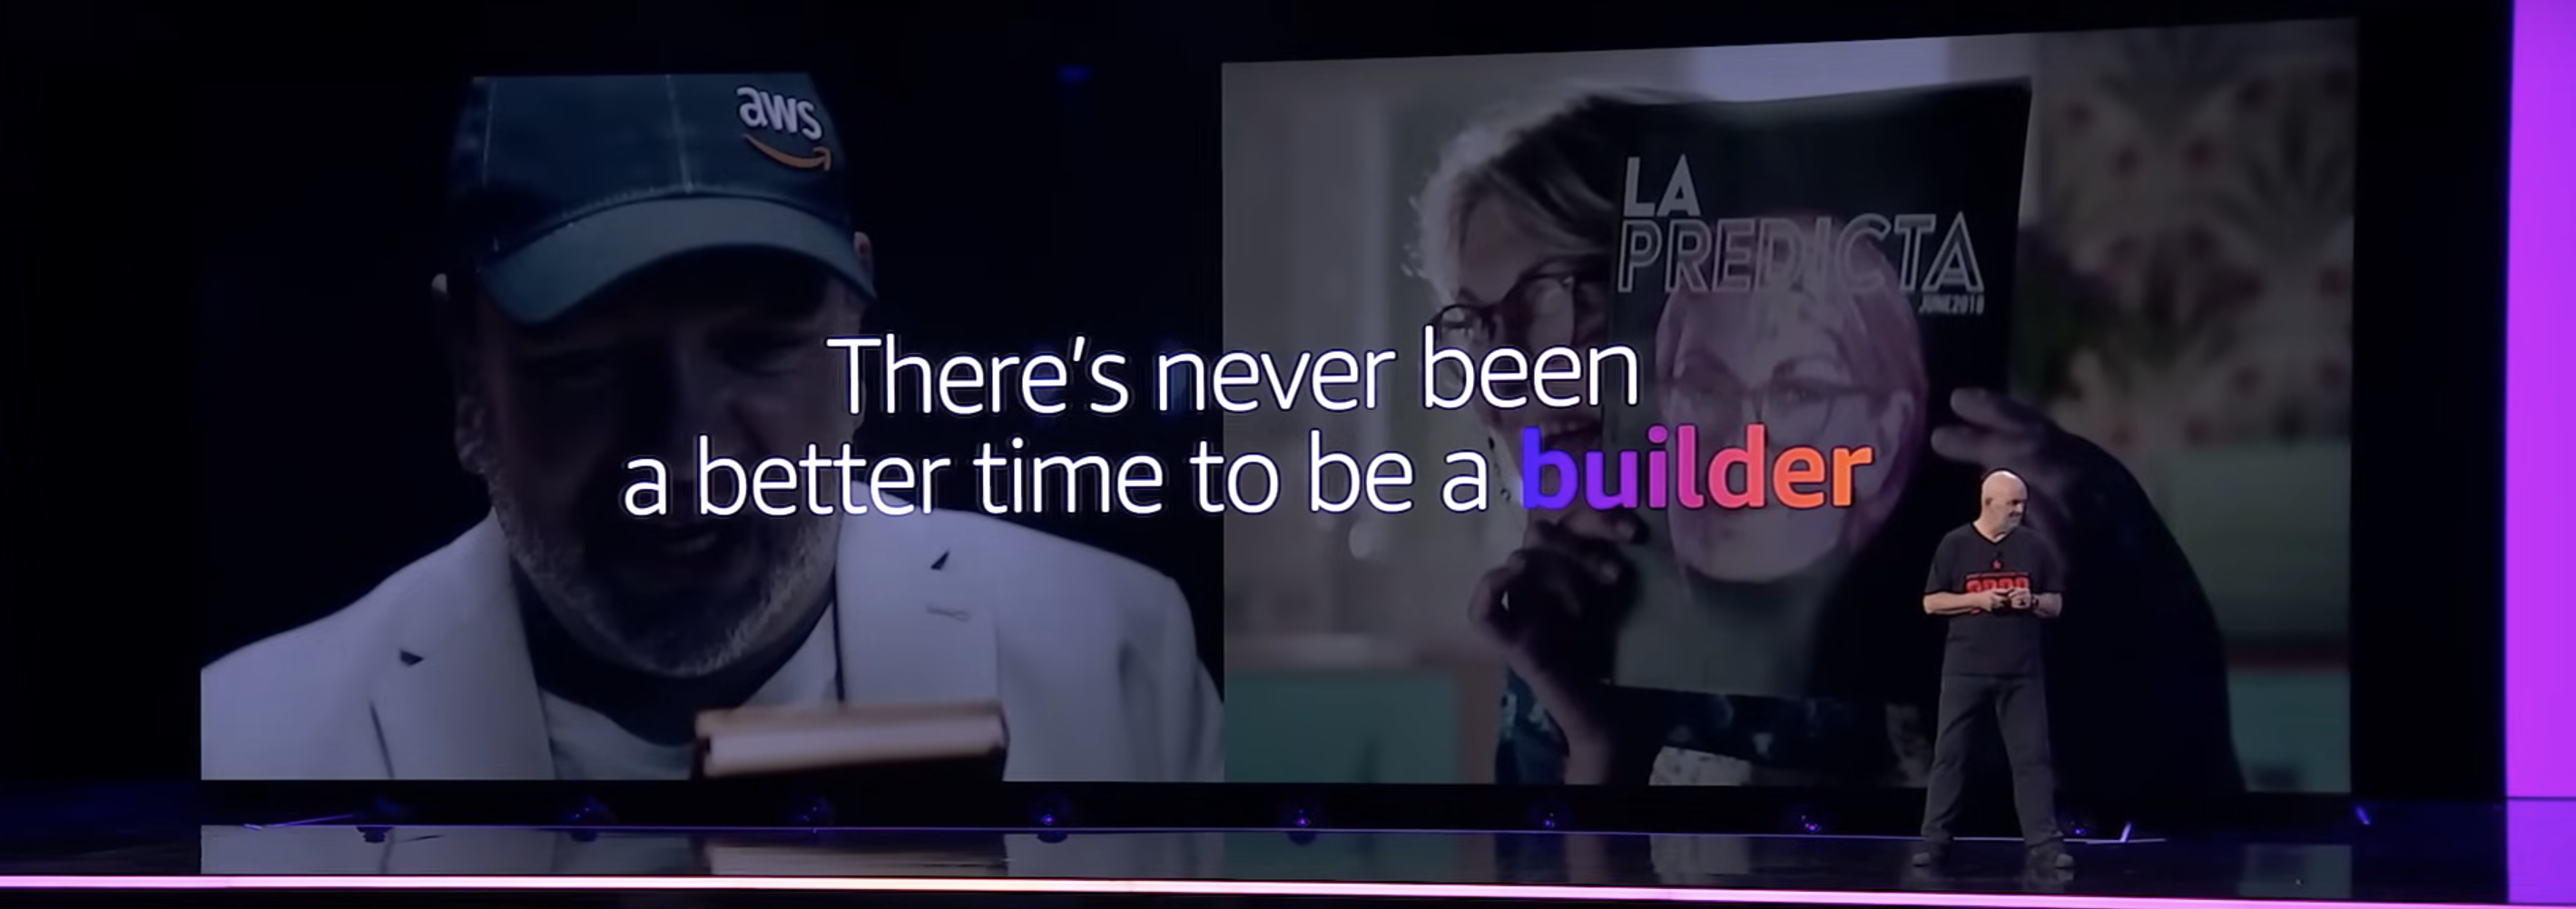 aws
LA
PREDICTA
JUNE 2018
There's never been
a better time to be a builder